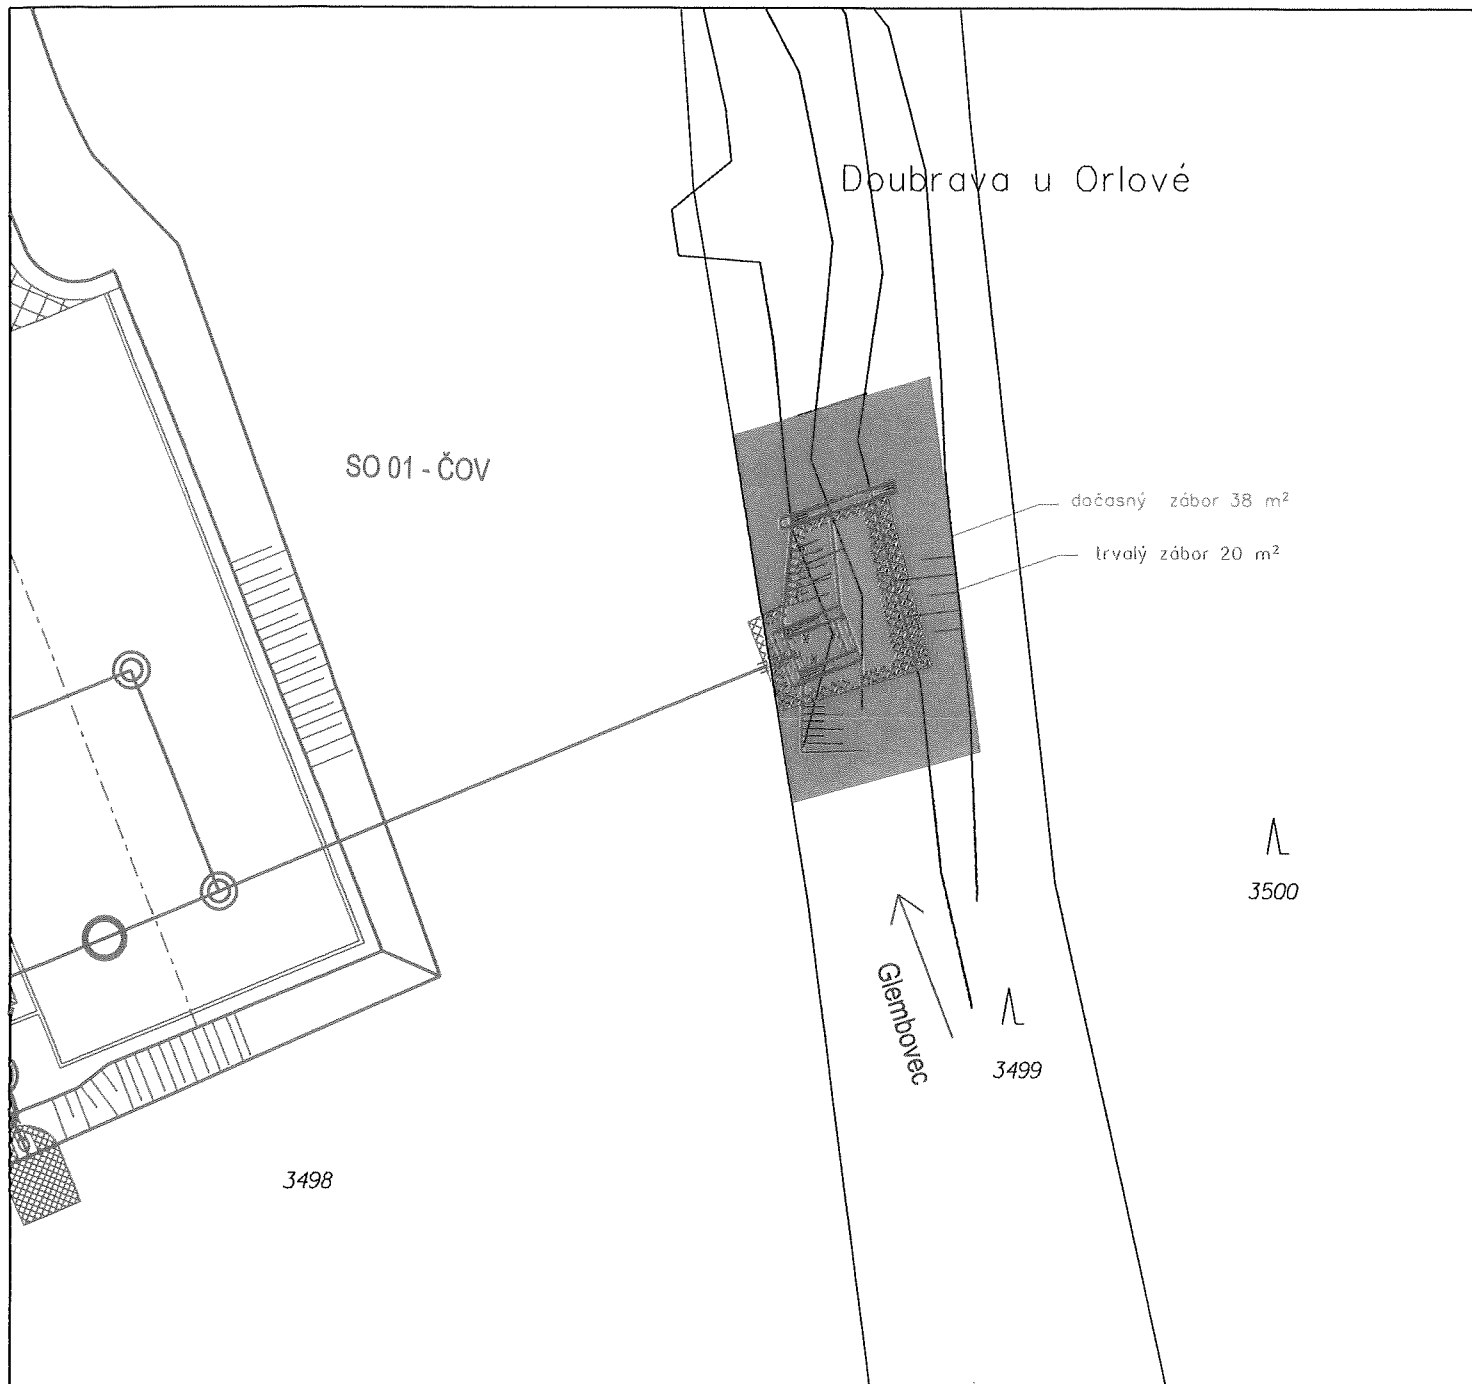 Doubrava u Orlové
SO 01 - ČOV
dočasný zábor 38 m²
trvalý zábor 20 m²
3500
Glembovec
3499
3498